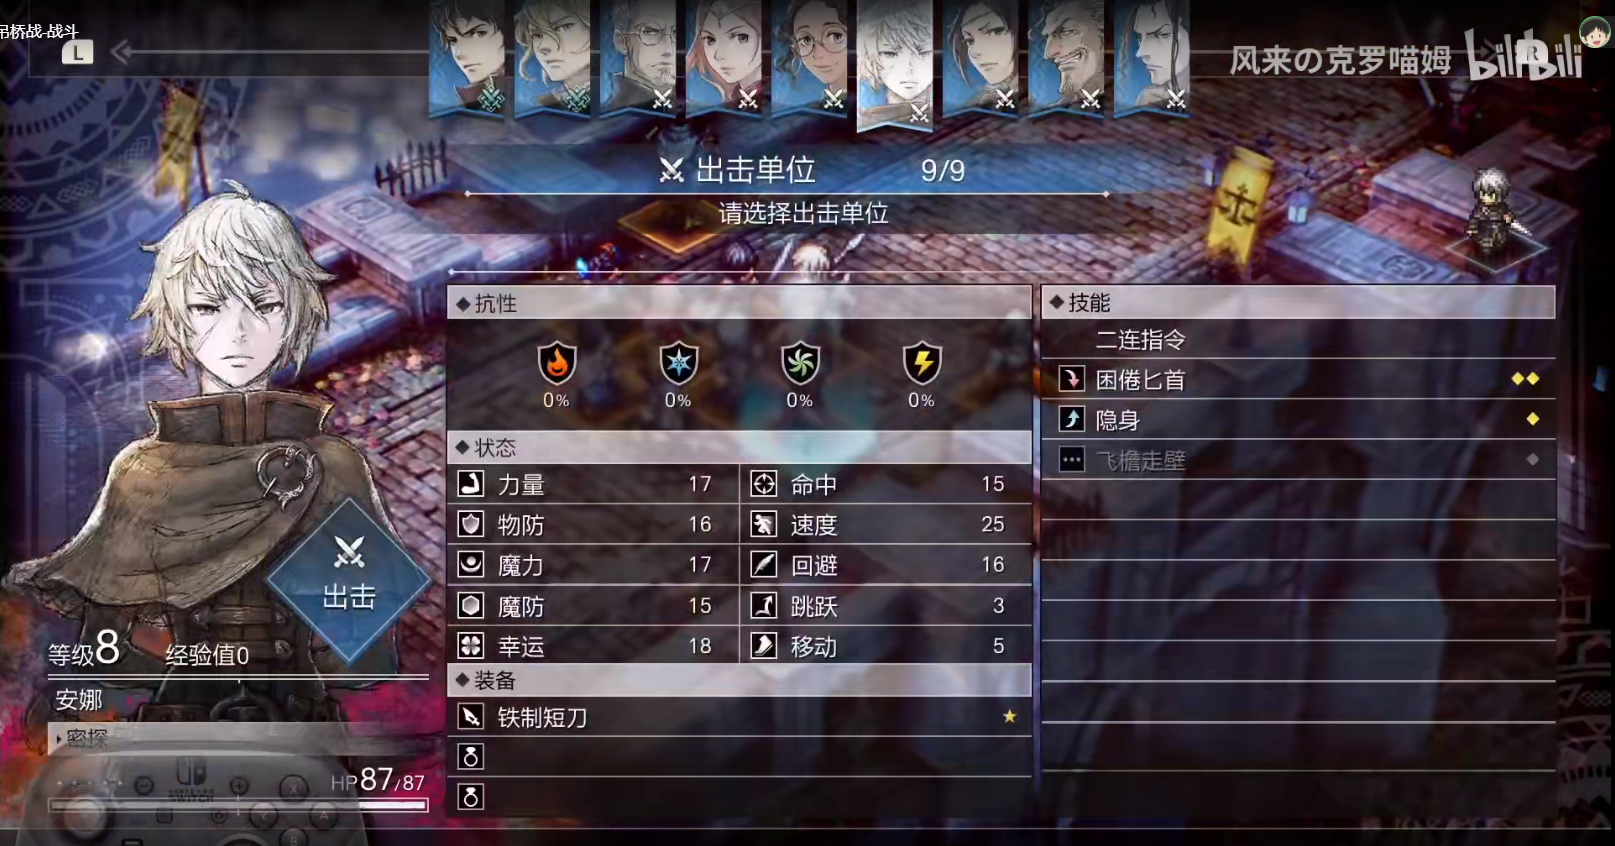 吊桥战-战斗
L
风来の克罗喵姆 bilibili
R
出击单位 9/9
请选择出击单位
抗性
0% 0% 0% 0%
状态
力量 17 命中 15
物防 16 速度 25
魔力 17 回避 16
魔防 15 跳跃 3
幸运 18 移动 5
装备
铁制短刀
技能
二连指令
困倦匕首
隐身
飞檐走壁
出击
等级8 经验值0
安娜
密探
HP87/87
SWITCH
X
Y A
B